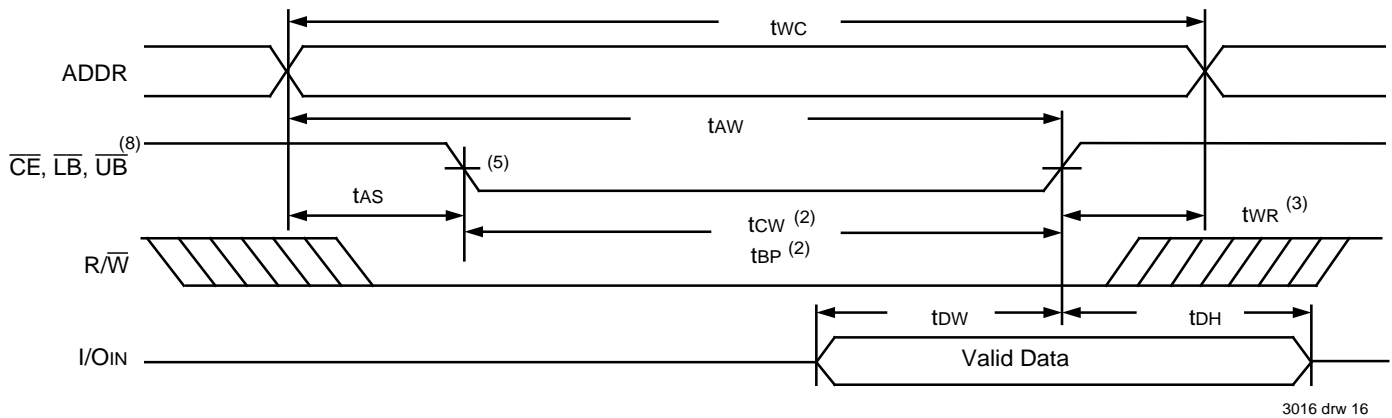 tWC
ADDR
tAW
CE, LB, UB (8)
(5)
tAS
tCW (2)
tWR (3)
tBP (2)
R/W
tDW
tDH
I/OIN
Valid Data
3016 drw 16